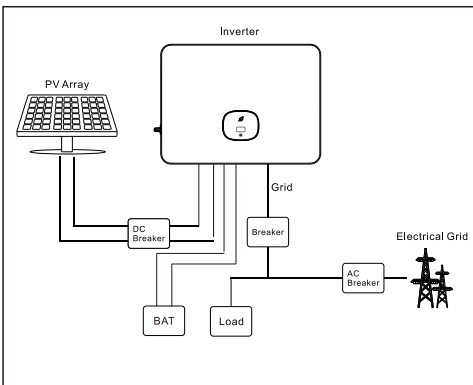 Inverter
PV Array
Grid
DC
Breaker
Breaker
Electrical Grid
AC
Breaker
BAT
Load